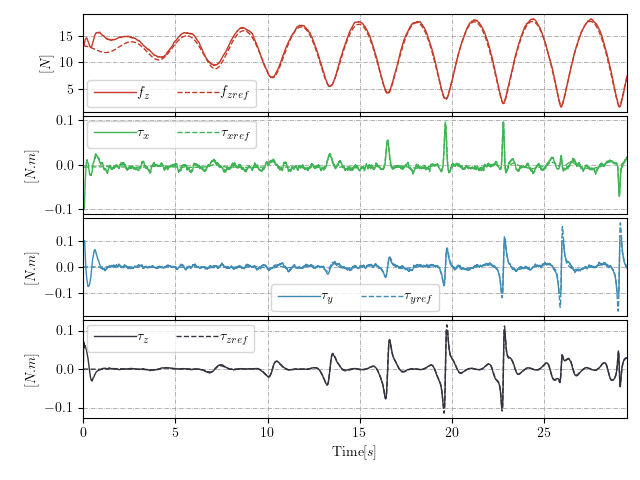 15
10
5
[N]
f_z f_zref
0.1
0.0
−0.1
[N.m]
τ_x τ_xref
0.1
0.0
−0.1
[N.m]
τ_y τ_yref
0.1
0.0
−0.1
[N.m]
τ_z τ_zref
0 5 10 15 20 25
Time[s]